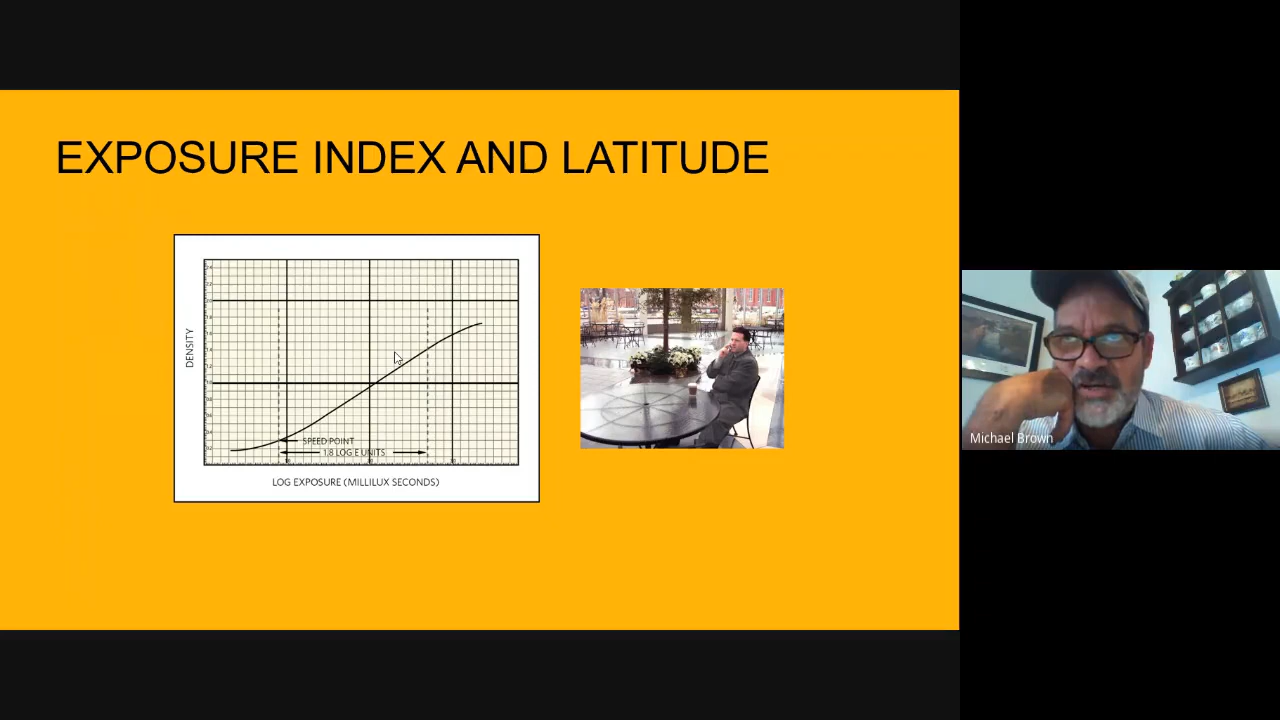 EXPOSURE INDEX AND LATITUDE
DENSITY
SPEED POINT
1.8 LOG E UNITS
LOG EXPOSURE (MILLILUX SECONDS)
Michael Brown